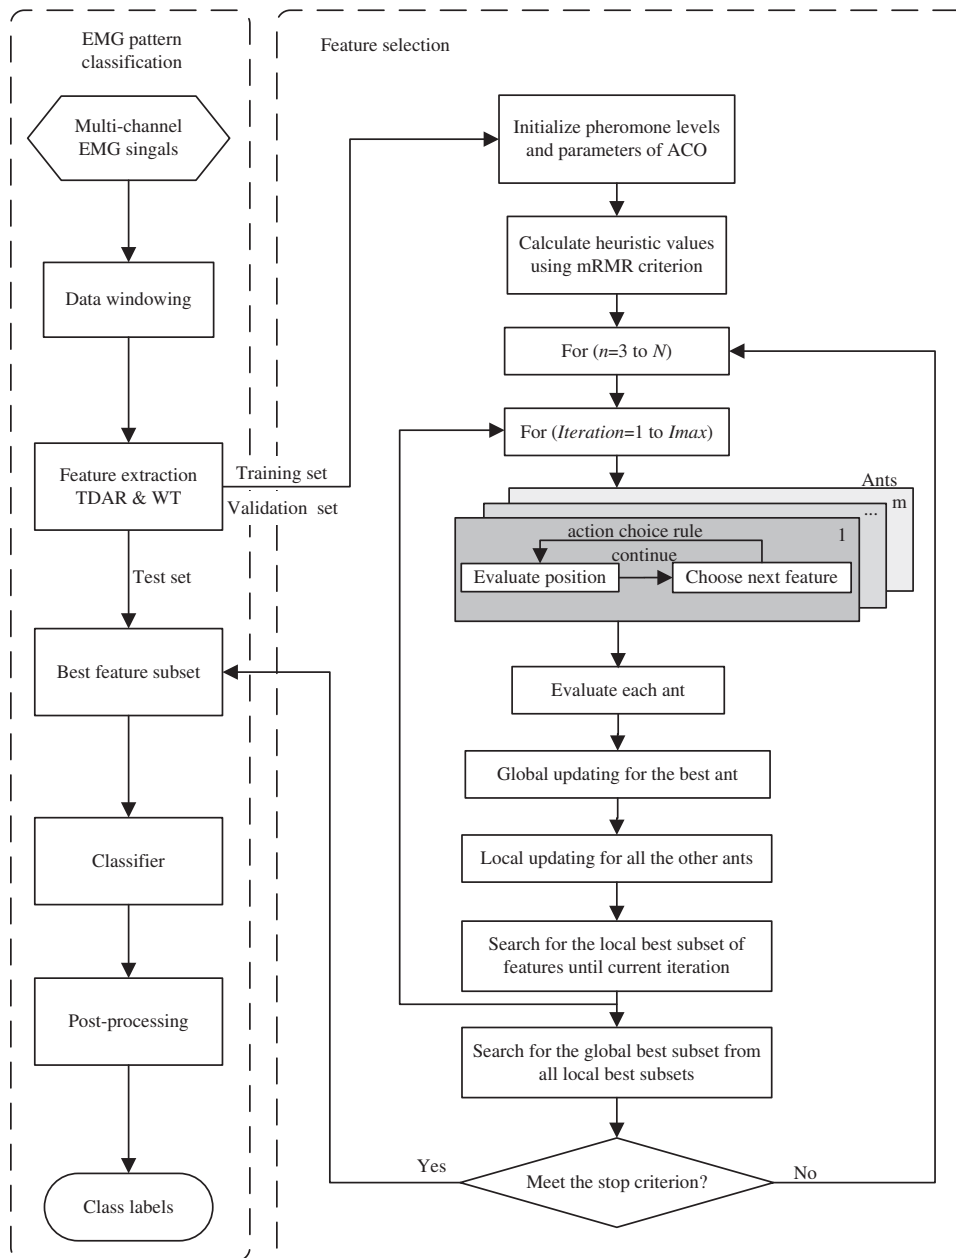 EMG pattern
classification
Multi-channel
EMG singals
Data windowing
Feature extraction
TDAR & WT
Training set
Validation set
Test set
Best feature subset
Classifier
Post-processing
Class labels
Feature selection
Initialize pheromone levels
and parameters of ACO
Calculate heuristic values
using mRMR criterion
For (n=3 to N)
For (Iteration=1 to Imax)
Ants
m
...
1
action choice rule
continue
Evaluate position
Choose next feature
Evaluate each ant
Global updating for the best ant
Local updating for all the other ants
Search for the local best subset of
features until current iteration
Search for the global best subset from
all local best subsets
Meet the stop criterion?
Yes
No